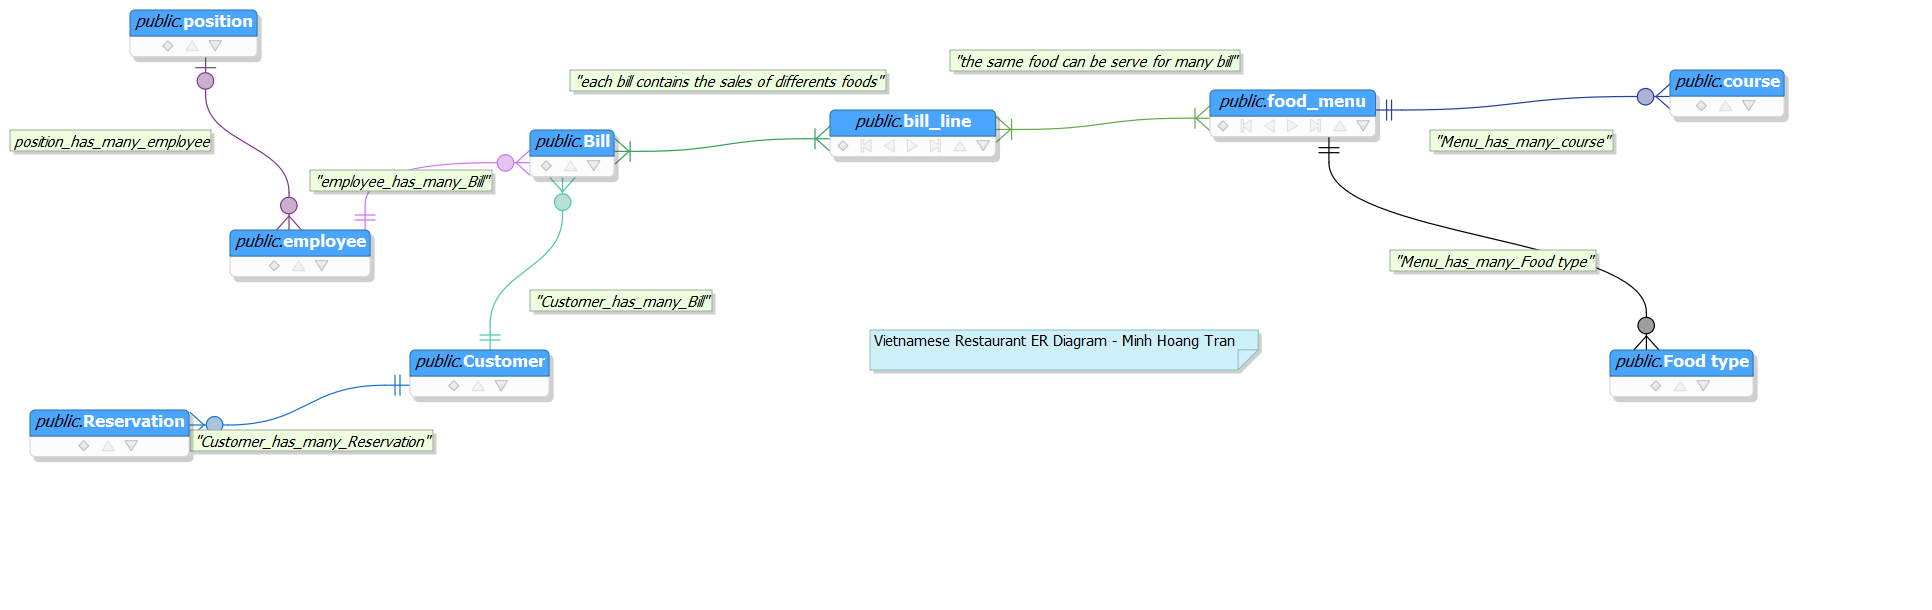 public.position
"the same food can be serve for many bill"
"each bill contains the sales of differents foods"
public.course
public.food_menu
public.bill_line
position_has_many_employee
public.Bill
"Menu_has_many_course"
"employee_has_many_Bill"
public.employee
"Menu_has_many_Food type"
"Customer_has_many_Bill"
Vietnamese Restaurant ER Diagram - Minh Hoang Tran
public.Customer
public.Food type
public.Reservation
"Customer_has_many_Reservation"